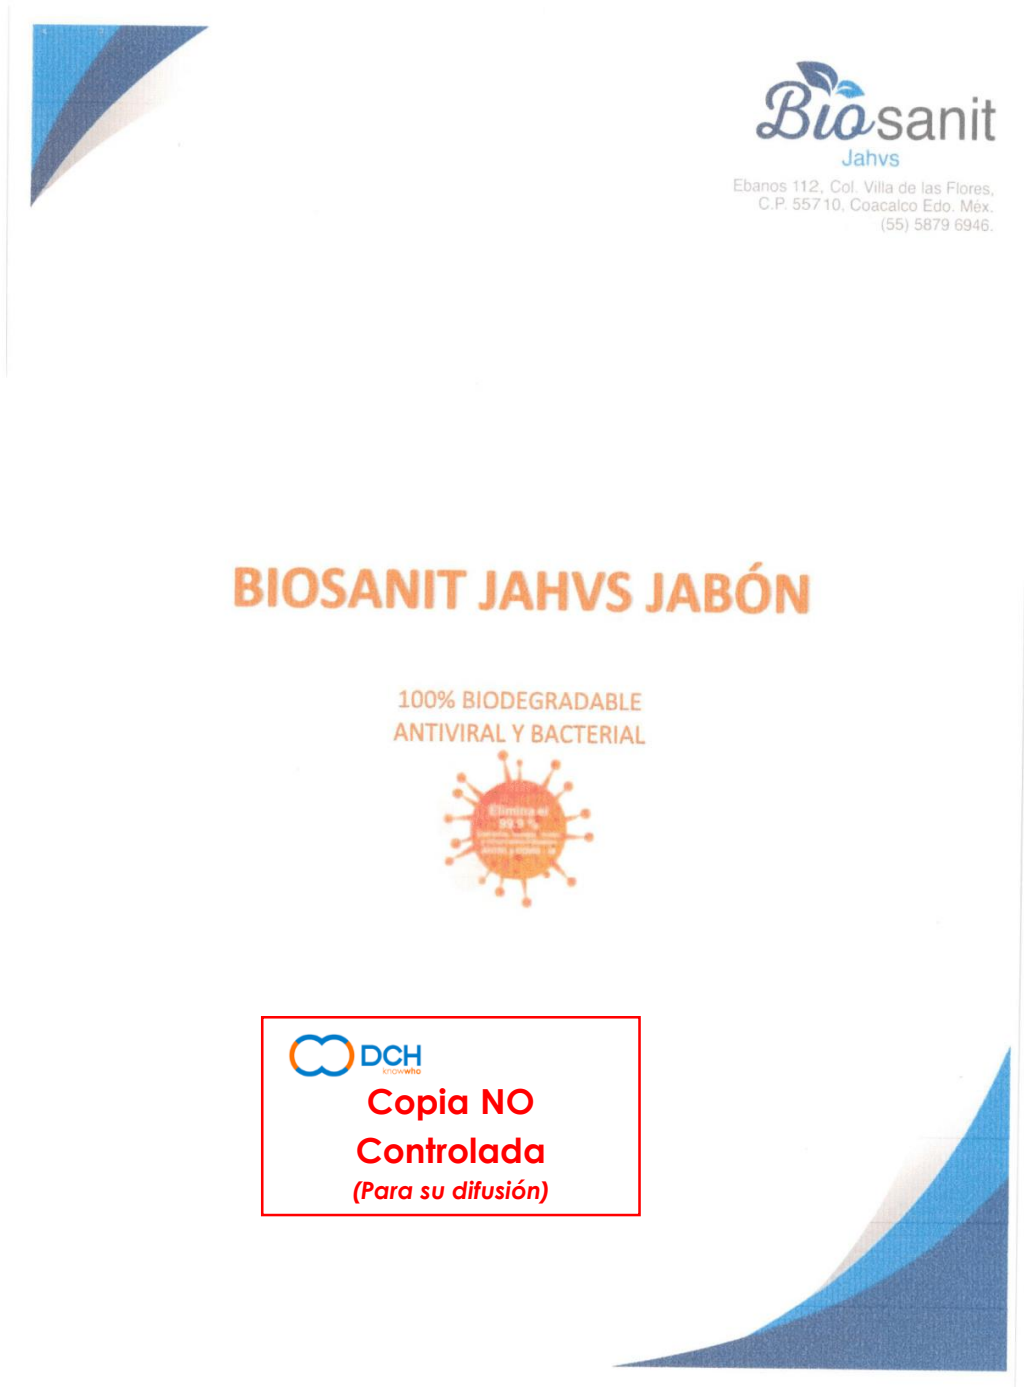 Biosanit
Jahvs
Ebanos 112, Col. Villa de las Flores,
C.P. 55710, Coacalco Edo. Méx.
(55) 5879 6946.
BIOSANIT JAHVS JABÓN
100% BIODEGRADABLE
ANTIVIRAL Y BACTERIAL
Elimina el
99.9 %
DCH
knowwho
Copia NO
Controlada
(Para su difusión)